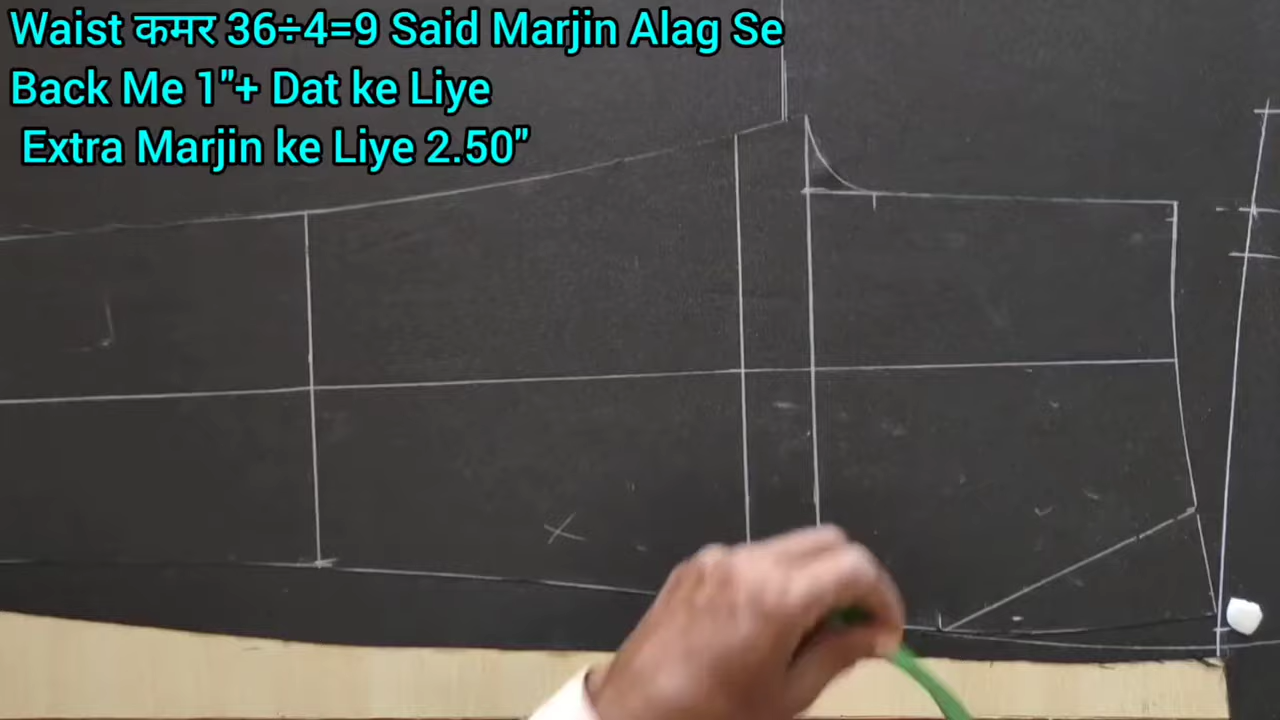 Waist कमर 36÷4=9 Said Marjin Alag Se
Back Me 1"+ Dat ke Liye
Extra Marjin ke Liye 2.50"